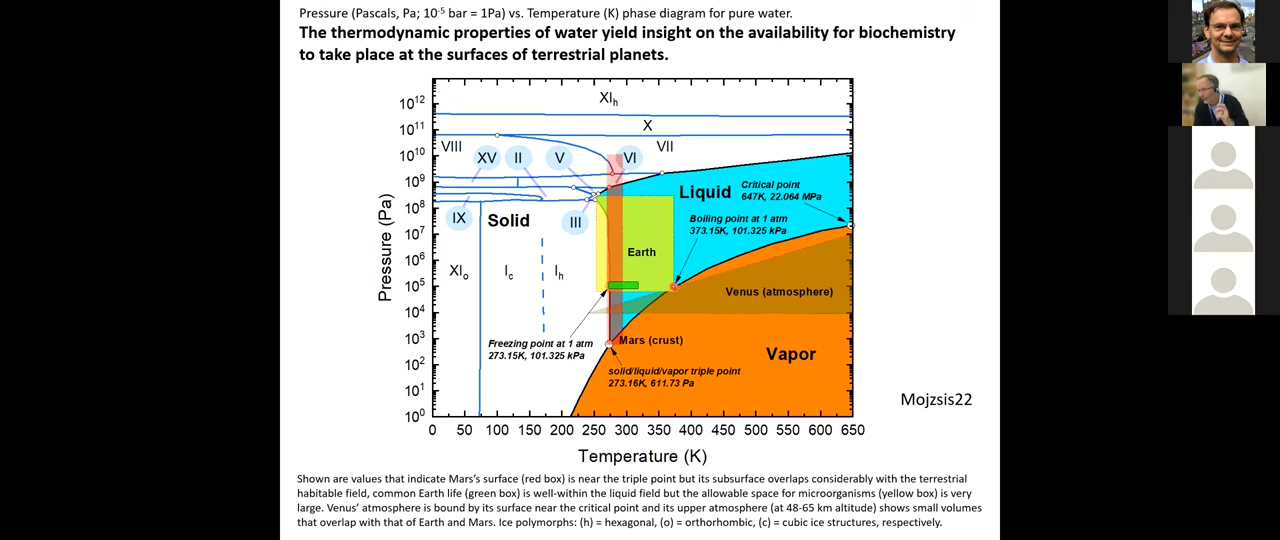 Pressure (Pascals, Pa; 10⁻⁵ bar = 1Pa) vs. Temperature (K) phase diagram for pure water.
The thermodynamic properties of water yield insight on the availability for biochemistry
to take place at the surfaces of terrestrial planets.
XIₕ
10¹²
X
10¹¹
VIII
VII
XV
II
V
VI
10¹⁰
10⁹
Liquid
Critical point
647K, 22.064 MPa
10⁸
IX
Solid
III
Boiling point at 1 atm
373.15K, 101.325 kPa
10⁷
Earth
10⁶
XIₒ
I꜀
Iₕ
10⁵
Venus (atmosphere)
10⁴
10³
Freezing point at 1 atm
273.15K, 101.325 kPa
Mars (crust)
Vapor
10²
solid/liquid/vapor triple point
273.16K, 611.73 Pa
10¹
10⁰
Pressure (Pa)
0 50 100 150 200 250 300 350 400 450 500 550 600 650
Temperature (K)
Mojzsis22
Shown are values that indicate Mars's surface (red box) is near the triple point but its subsurface overlaps considerably with the terrestrial
habitable field, common Earth life (green box) is well-within the liquid field but the allowable space for microorganisms (yellow box) is very
large. Venus' atmosphere is bound by its surface near the critical point and its upper atmosphere (at 48-65 km altitude) shows small volumes
that overlap with that of Earth and Mars. Ice polymorphs: (h) = hexagonal, (o) = orthorhombic, (c) = cubic ice structures, respectively.